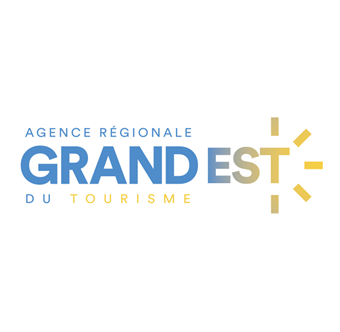 AGENCE RÉGIONALE
GRAND EST
DU TOURISME